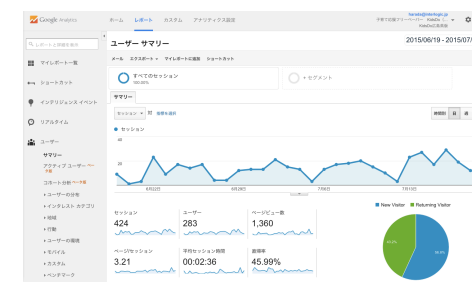 Google Analytics
ホーム レポート カスタム アナリティクス設定
ユーザー サマリー
2015/06/19 - 2015/07/
メール エクスポート マイレポートに追加 ショートカット
マイレポート一覧
ショートカット
インテリジェンス イベント
リアルタイム
ユーザー
サマリー
アクティブ ユーザー
コホート分析
ユーザーの分布
インタレスト カテゴリ
地域
行動
ユーザーの環境
モバイル
カスタム
ベンチマーク
すべてのセッション
100.00%
+ セグメント
サマリー
セッション
指標を選択
時間別 日 週
セッション
40
20
6月22日 6月29日 7月6日 7月13日
New Visitor Returning Visitor
セッション ユーザー ページビュー数
424 283 1,360
ページ/セッション 平均セッション時間 直帰率
3.21 00:02:36 45.99%